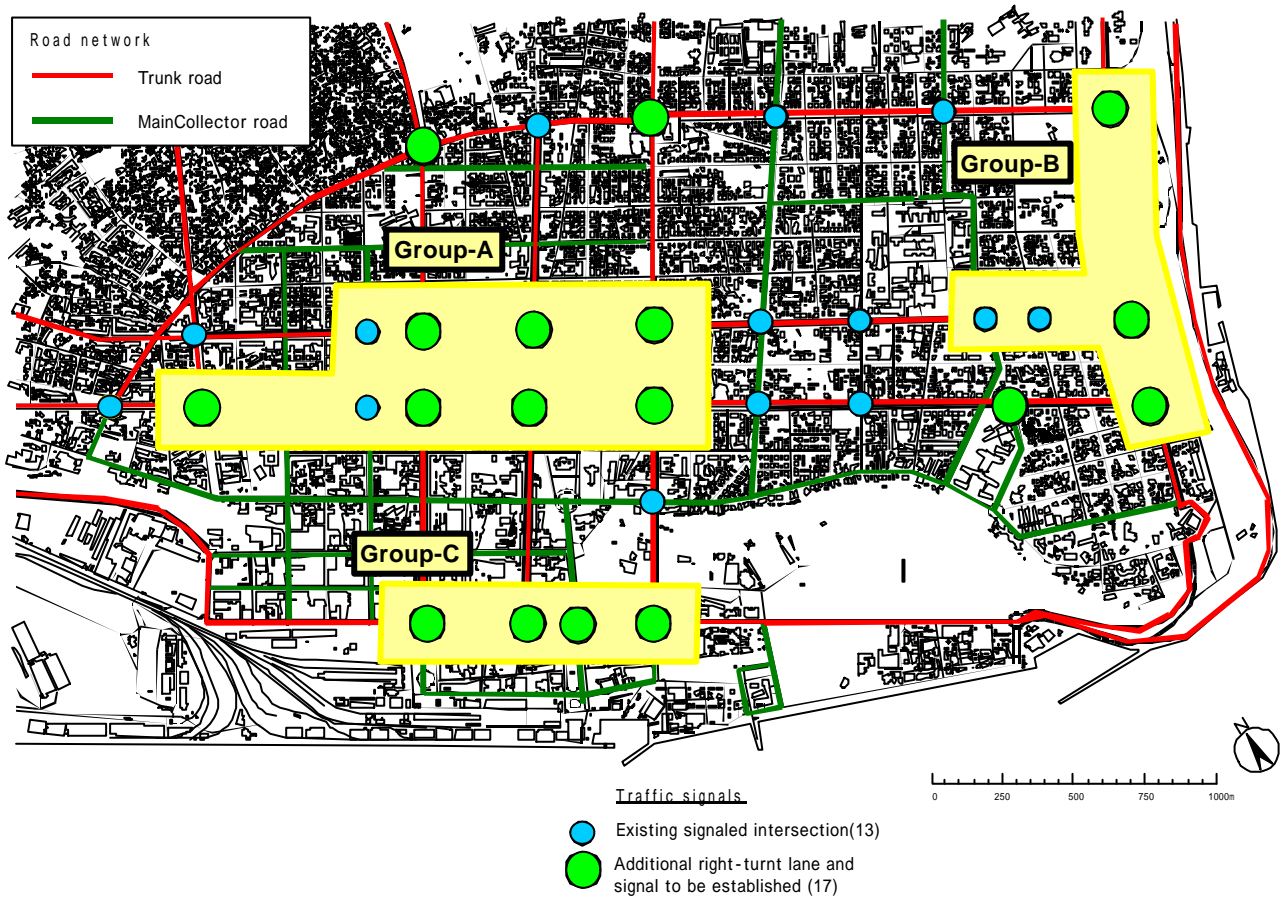 Road network
Trunk road
MainCollector road
Group-B
Group-A
Group-C
N
0 250 500 750 1000m
Traffic signals
Existing signaled intersection(13)
Additional right-turnt lane and
signal to be established (17)